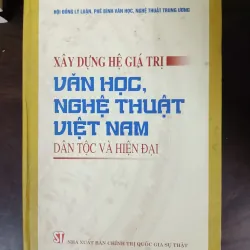 HỘI ĐỒNG LÝ LUẬN, PHÊ BÌNH VĂN HỌC, NGHỆ THUẬT TRUNG ƯƠNG
XÂY DỰNG HỆ GIÁ TRỊ
VĂN HỌC,
NGHỆ THUẬT
VIỆT NAM
DÂN TỘC VÀ HIỆN ĐẠI
ST
NHÀ XUẤT BẢN CHÍNH TRỊ QUỐC GIA SỰ THẬT